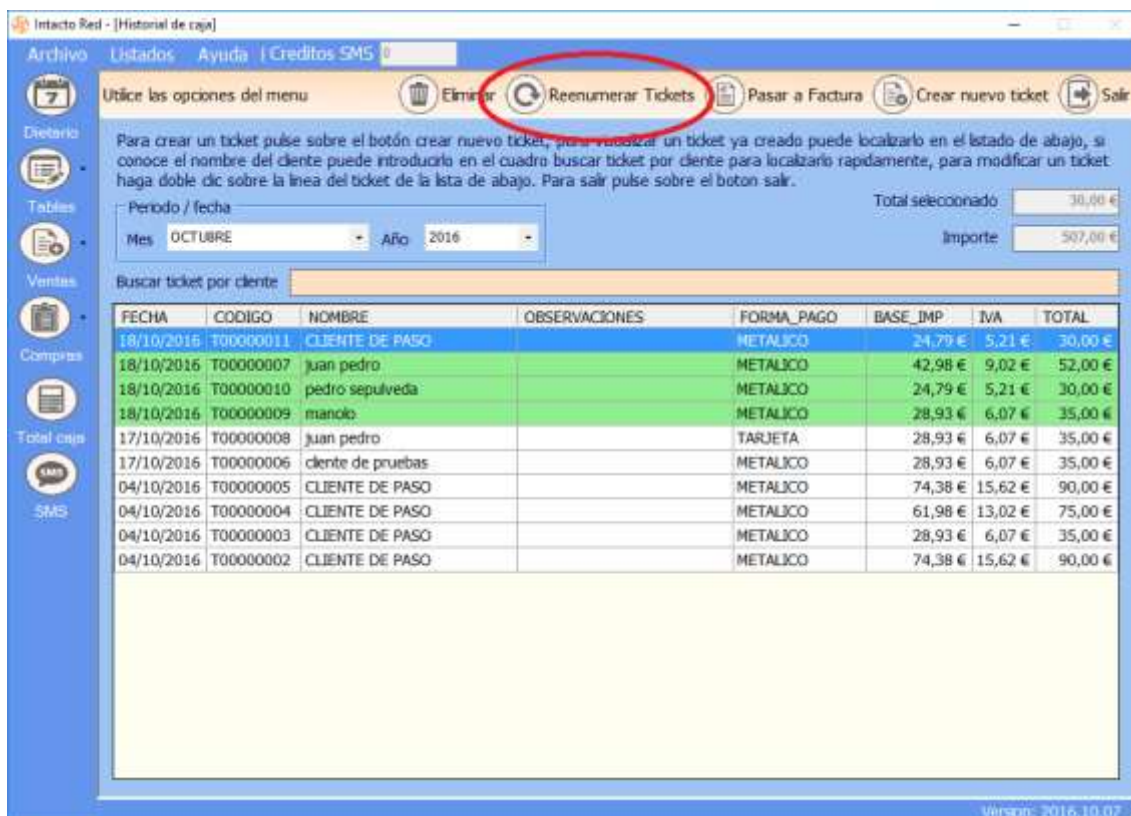 Intacto Red - [Historial de caja]
Archivo Listados Ayuda | Creditos SMS 0
Utilice las opciones del menu Eliminar Reenumerar Tickets Pasar a Factura Crear nuevo ticket Salir
Dietario
Tablas
Ventas
Compras
Total caja
SMS
Para crear un ticket pulse sobre el botón crear nuevo ticket, para visualizar un ticket ya creado puede localizarlo en el listado de abajo, si
conoce el nombre del cliente puede introducirlo en el cuadro buscar ticket por cliente para localizarlo rapidamente, para modificar un ticket
haga doble clic sobre la linea del ticket de la lista de abajo. Para salir pulse sobre el boton salir.
Periodo / fecha
Mes OCTUBRE Año 2016
Total seleccionado 30,00 €
Importe 507,00 €
Buscar ticket por cliente
FECHA CODIGO NOMBRE OBSERVACIONES FORMA_PAGO BASE_IMP IVA TOTAL
18/10/2016 T00000011 CLIENTE DE PASO METALICO 24,79 € 5,21 € 30,00 €
18/10/2016 T00000007 juan pedro METALICO 42,98 € 9,02 € 52,00 €
18/10/2016 T00000010 pedro sepulveda METALICO 24,79 € 5,21 € 30,00 €
18/10/2016 T00000009 manolo METALICO 28,93 € 6,07 € 35,00 €
17/10/2016 T00000008 juan pedro TARJETA 28,93 € 6,07 € 35,00 €
17/10/2016 T00000006 cliente de pruebas METALICO 28,93 € 6,07 € 35,00 €
04/10/2016 T00000005 CLIENTE DE PASO METALICO 74,38 € 15,62 € 90,00 €
04/10/2016 T00000004 CLIENTE DE PASO METALICO 61,98 € 13,02 € 75,00 €
04/10/2016 T00000003 CLIENTE DE PASO METALICO 28,93 € 6,07 € 35,00 €
04/10/2016 T00000002 CLIENTE DE PASO METALICO 74,38 € 15,62 € 90,00 €
Version: 2016.10.07